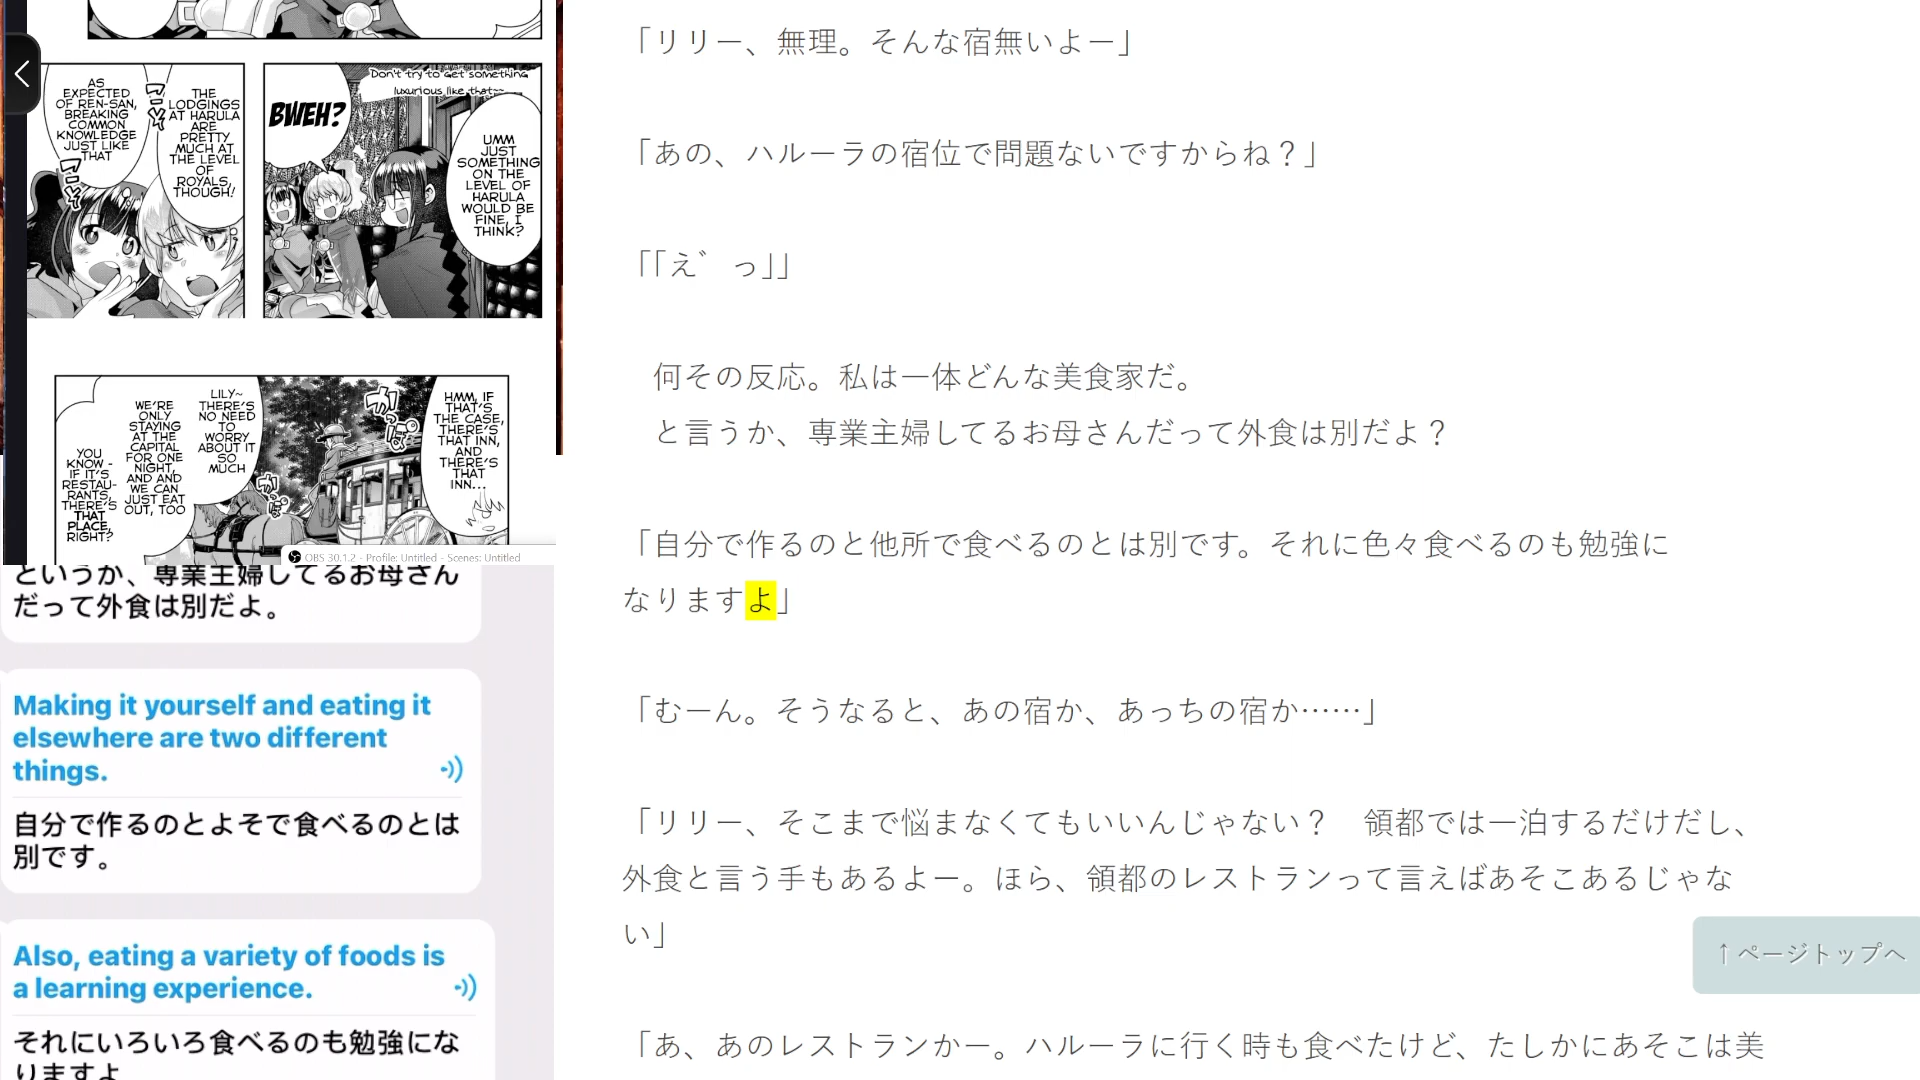 Don't try to get something
luxurious like that~~
BWEH?
UMM
JUST
SOMETHING
ON THE
LEVEL OF
HARULA
WOULD BE
FINE, I
THINK?
THE
LODGINGS
AT HARULA
ARE
PRETTY
MUCH AT
THE LEVEL
OF
ROYALS,
THOUGH!
AS
EXPECTED
OF REN-SAN,
BREAKING
COMMON
KNOWLEDGE
JUST LIKE
THAT
HMM, IF
THAT'S
THE CASE,
THERE'S
THAT INN,
AND
THERE'S
THAT
INN...
かっ
ぽ
かっ
ぽ
LILY~
THERE'S
NO NEED
TO
WORRY
ABOUT IT
SO
MUCH
WE'RE
ONLY
STAYING
AT THE
CAPITAL
FOR ONE
NIGHT,
AND AND
WE CAN
JUST EAT
OUT, TOO
YOU
KNOW -
IF IT'S
RESTAU-
RANTS,
THERE'S
THAT
PLACE,
RIGHT?
OBS 30.1.2 - Profile: Untitled - Scenes: Untitled
というか、専業主婦してるお母さん
だって外食は別だよ。
Making it yourself and eating it
elsewhere are two different
things.
自分で作るのとよそで食べるのとは
別です。
Also, eating a variety of foods is
a learning experience.
それにいろいろ食べるのも勉強にな
りますよ
「リリー、無理。そんな宿無いよー」
「あの、ハルーラの宿位で問題ないですからね？」
「「え゛っ」」
何その反応。私は一体どんな美食家だ。
と言うか、専業主婦してるお母さんだって外食は別だよ？
「自分で作るのと他所で食べるのとは別です。それに色々食べるのも勉強に
なりますよ」
「むーん。そうなると、あの宿か、あっちの宿か……」
「リリー、そこまで悩まなくてもいいんじゃない？　領都では一泊するだけだし、
外食と言う手もあるよー。ほら、領都のレストランって言えばあそこあるじゃな
い」
「あ、あのレストランかー。ハルーラに行く時も食べたけど、たしかにあそこは美
↑ページトップへ